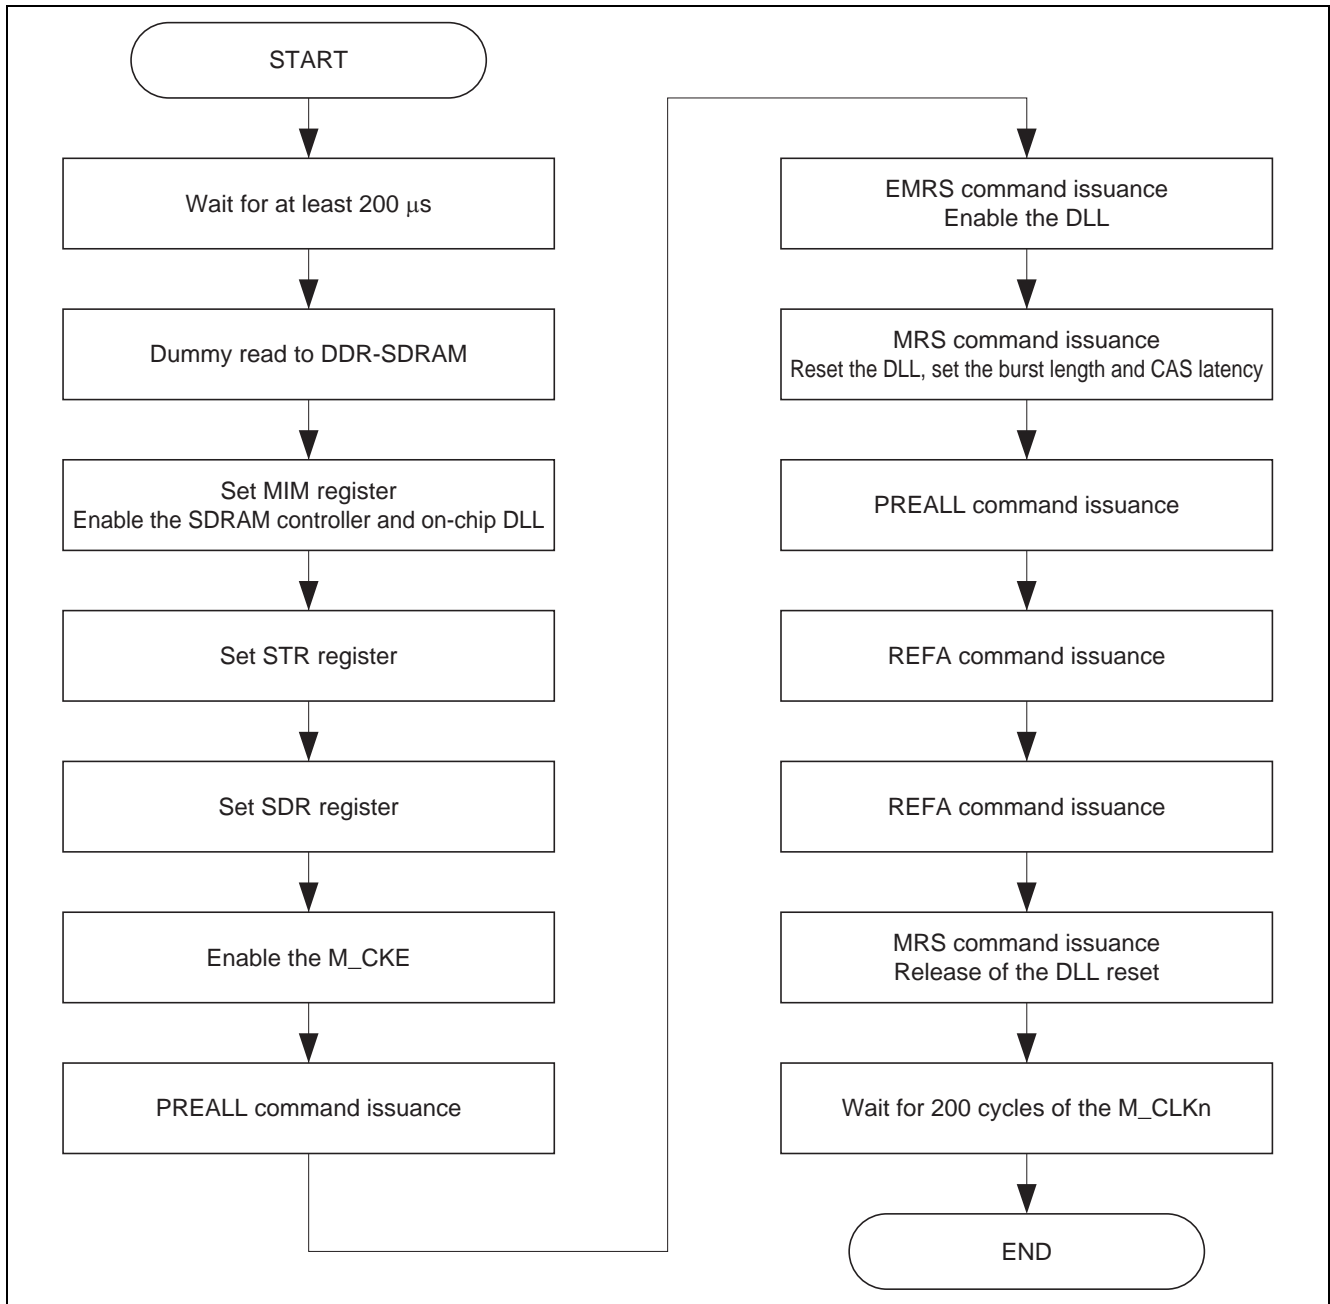 START
Wait for at least 200 μs
Dummy read to DDR-SDRAM
Set MIM register
Enable the SDRAM controller and on-chip DLL
Set STR register
Set SDR register
Enable the M_CKE
PREALL command issuance
EMRS command issuance
Enable the DLL
MRS command issuance
Reset the DLL, set the burst length and CAS latency
PREALL command issuance
REFA command issuance
REFA command issuance
MRS command issuance
Release of the DLL reset
Wait for 200 cycles of the M_CLKn
END